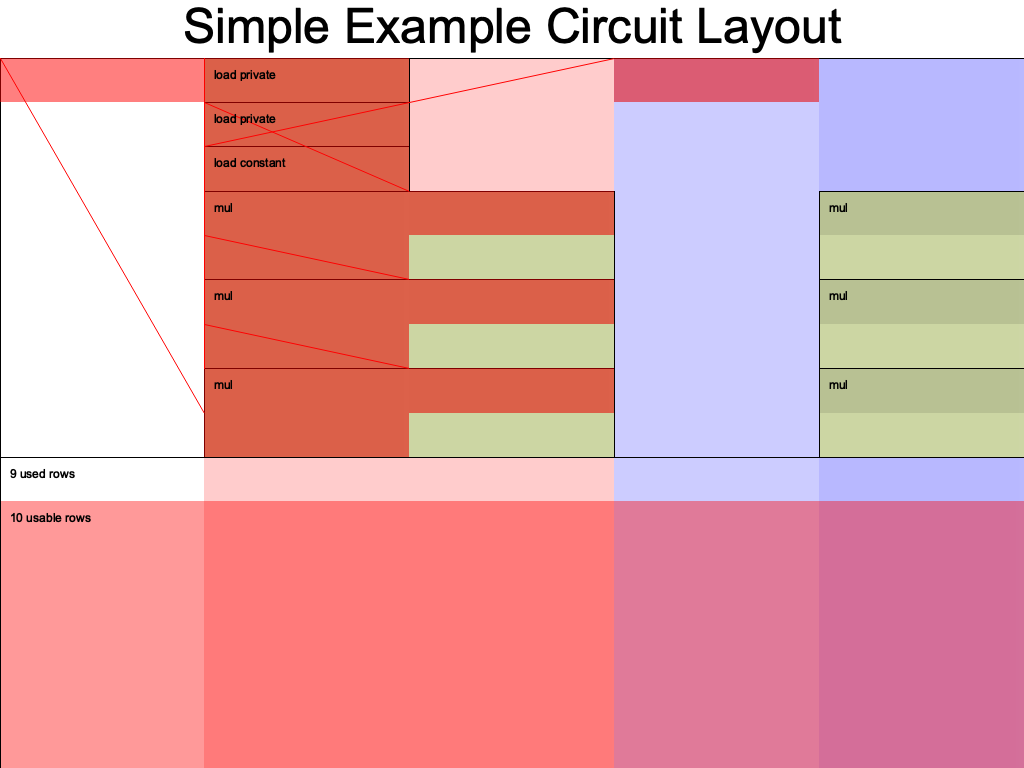 Simple Example Circuit Layout
load private
load private
load constant
mul
mul
mul
mul
mul
mul
9 used rows
10 usable rows